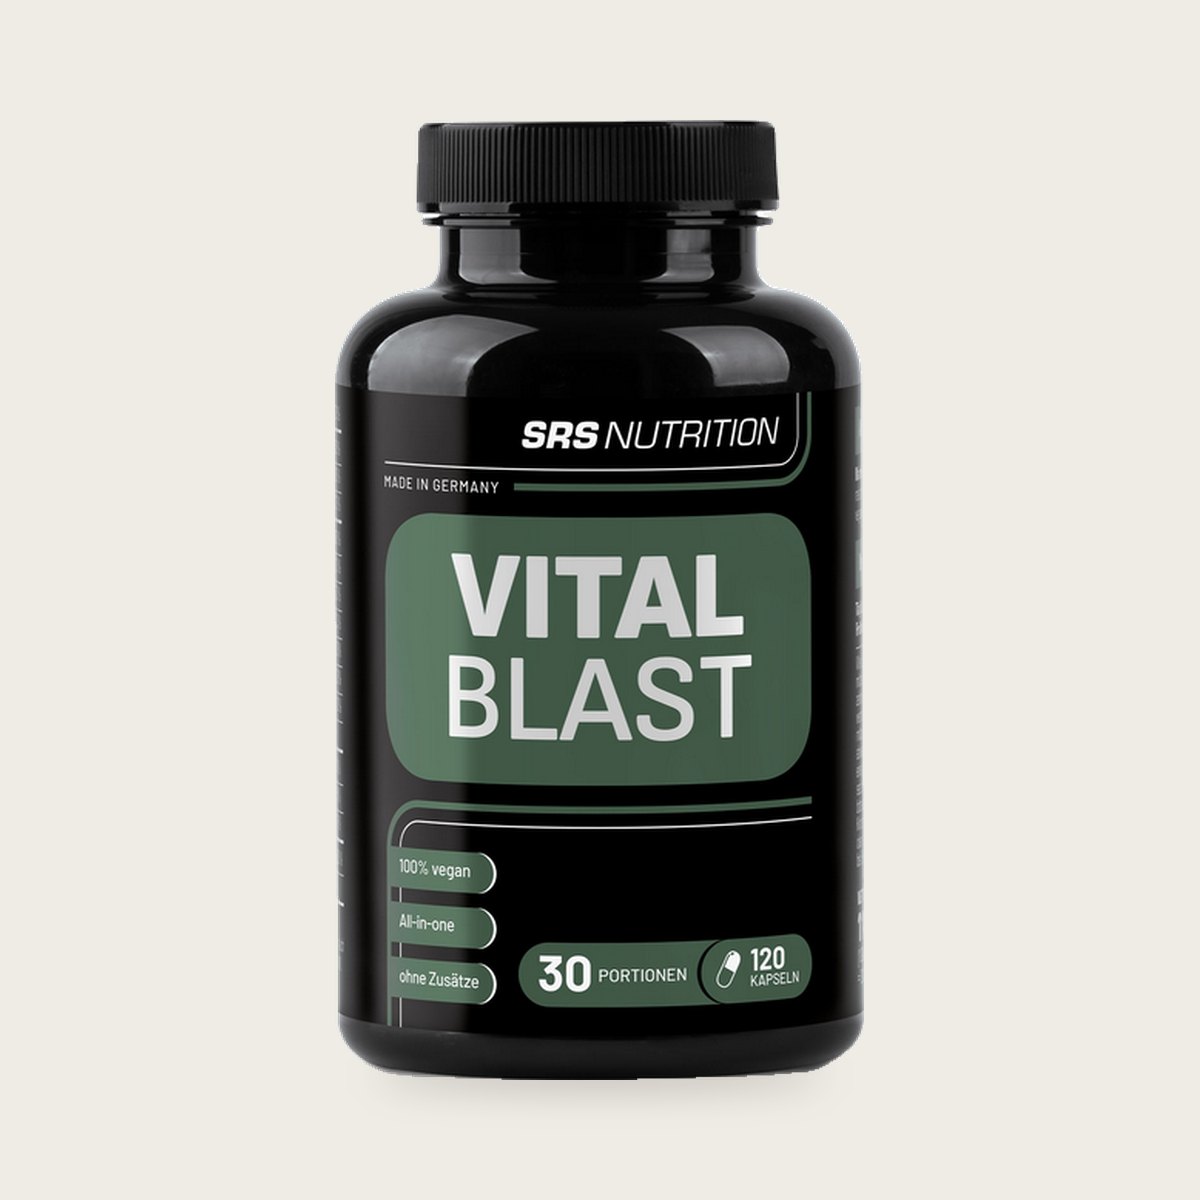 SRS NUTRITION
MADE IN GERMANY
VITAL
BLAST
100% vegan
All-in-one
ohne Zusätze
30 PORTIONEN
120
KAPSELN